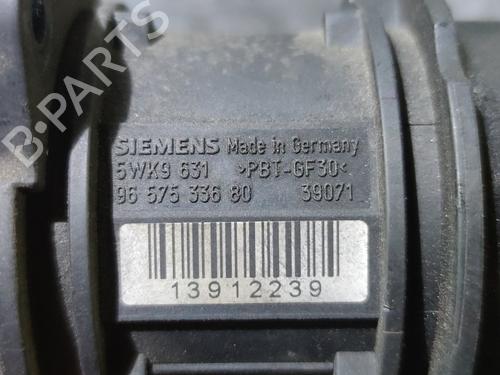 SIEMENS Made in Germany
5WK9 631 >PBT-GF30<
96 575 336 80 39071
13912239
B-PARTS